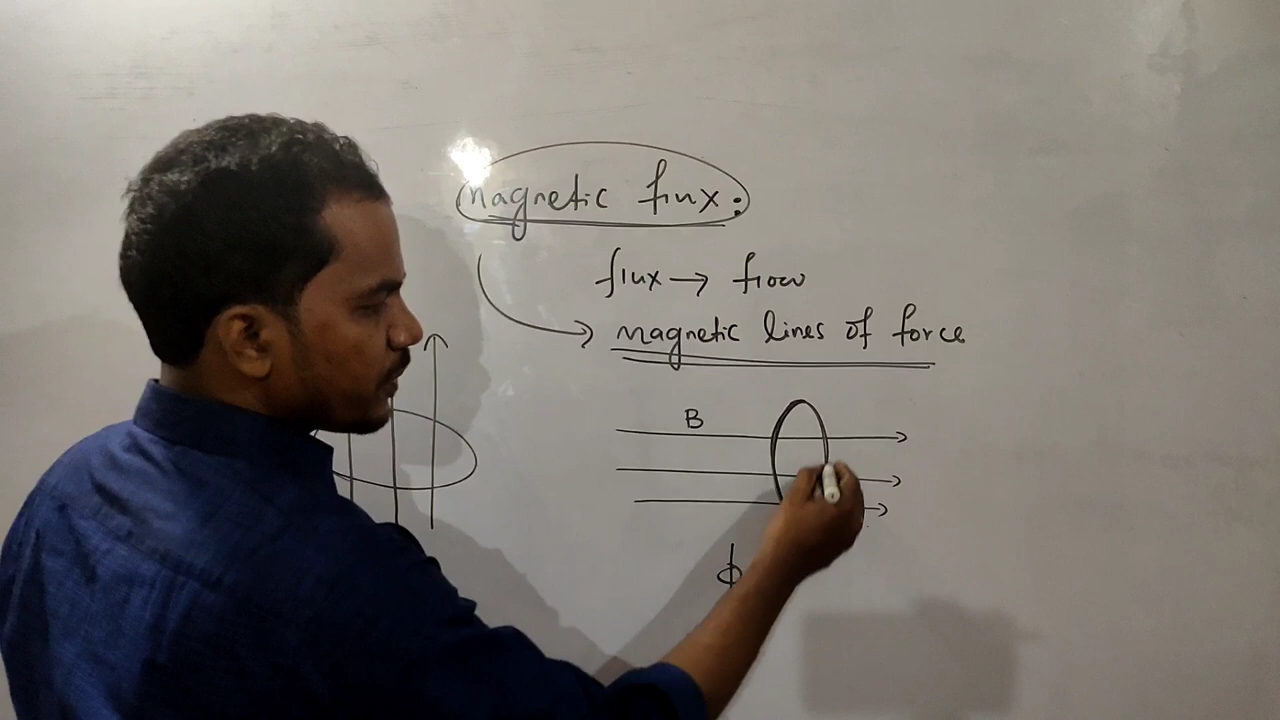 magnetic flux :
flux → flow
magnetic lines of force
B
ϕ